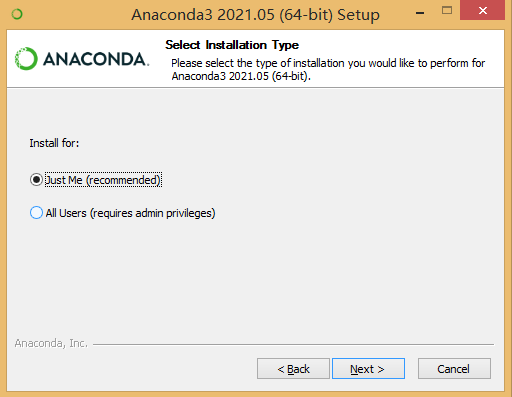 Anaconda3 2021.05 (64-bit) Setup
ANACONDA.
Select Installation Type
Please select the type of installation you would like to perform for
Anaconda3 2021.05 (64-bit).
Install for:
Just Me (recommended)
All Users (requires admin privileges)
Anaconda, Inc.
< Back
Next >
Cancel